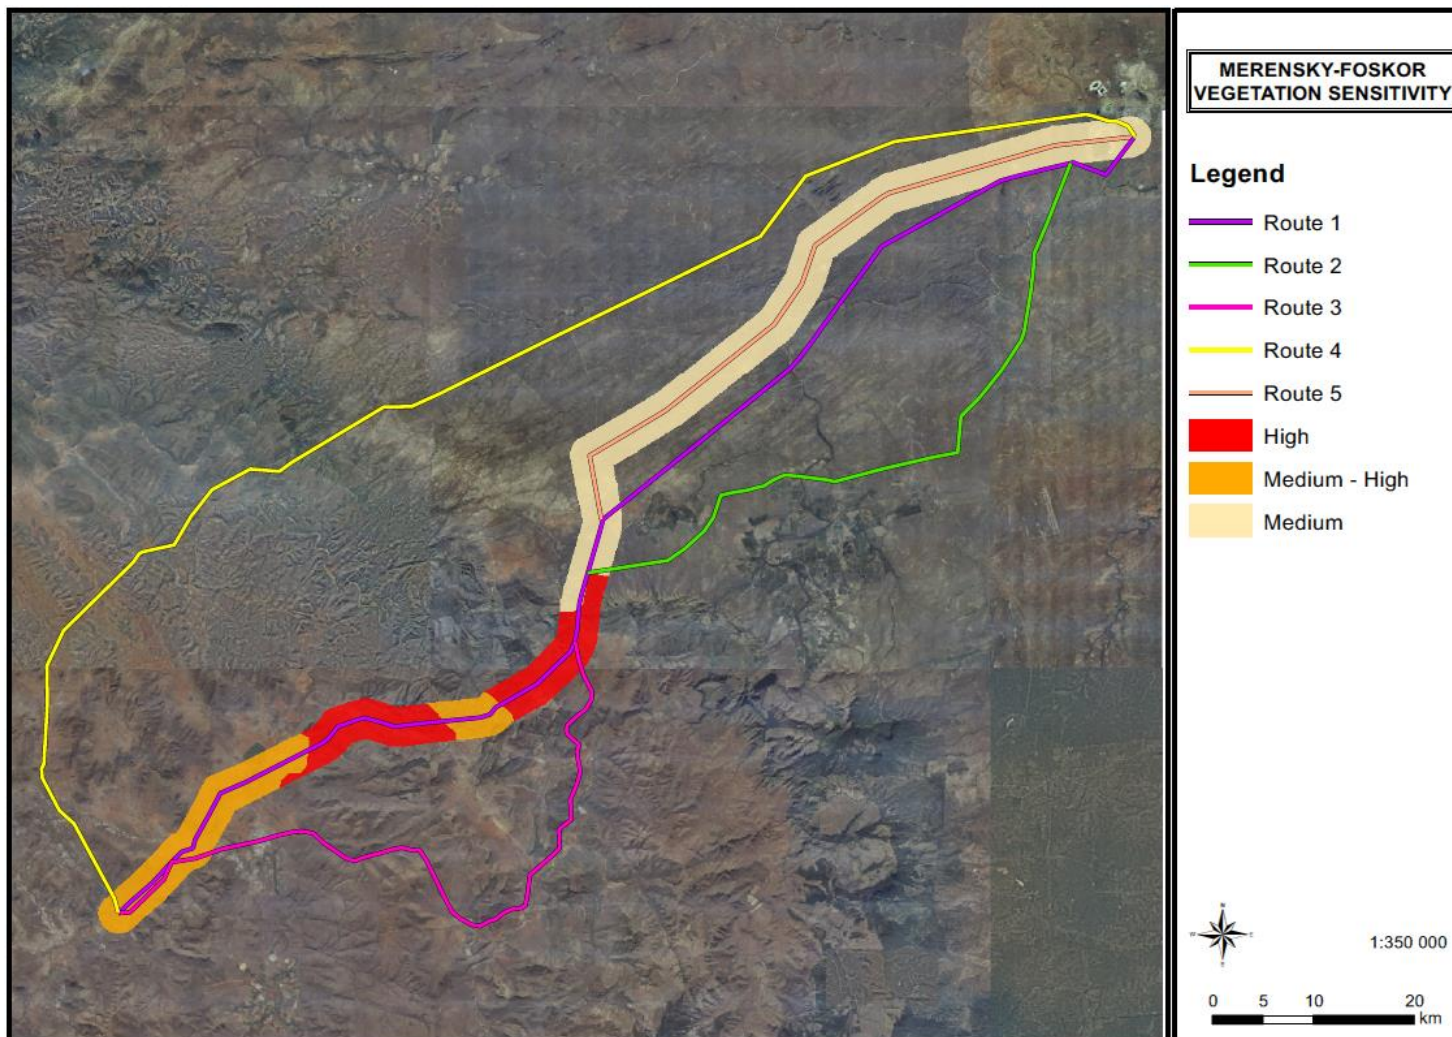 MERENSKY-FOSKOR
VEGETATION SENSITIVITY
Legend
Route 1
Route 2
Route 3
Route 4
Route 5
High
Medium - High
Medium
1:350 000
0 5 10 20
km